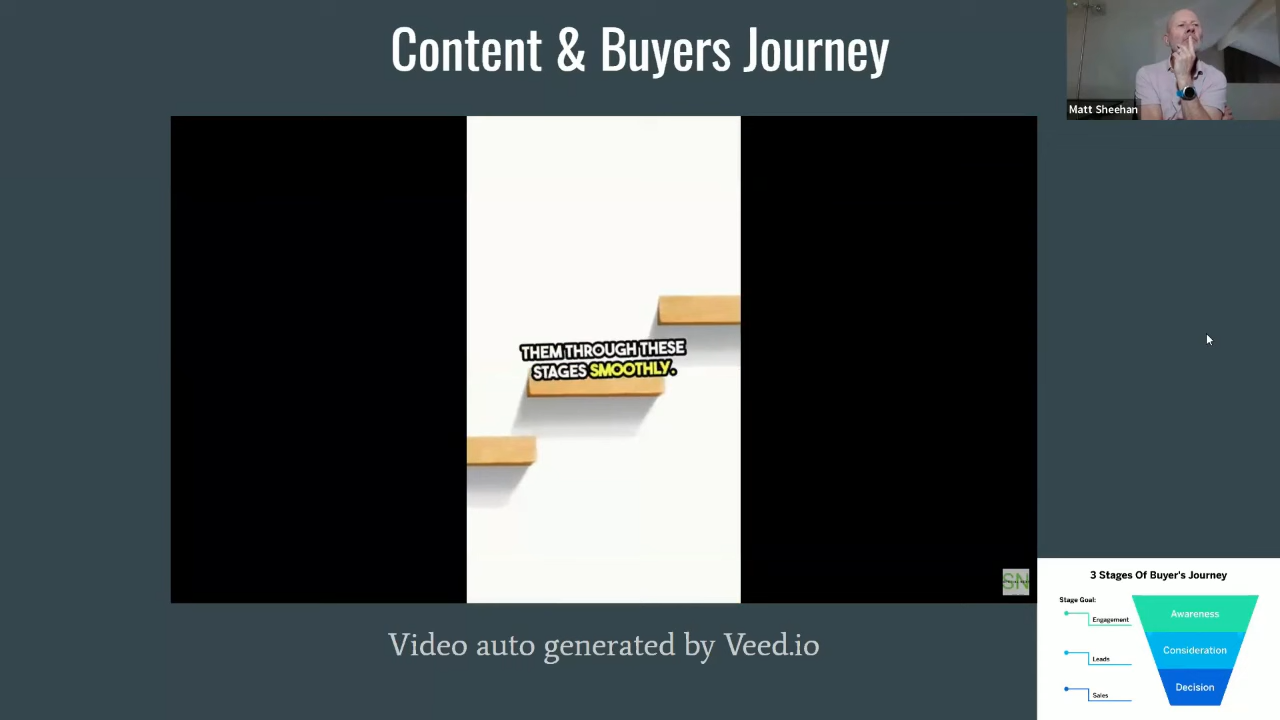 Content & Buyers Journey
Matt Sheehan
THEM THROUGH THESE
STAGES SMOOTHLY.
SN
Video auto generated by Veed.io
3 Stages Of Buyer's Journey
Stage Goal:
Engagement
Awareness
Leads
Consideration
Sales
Decision